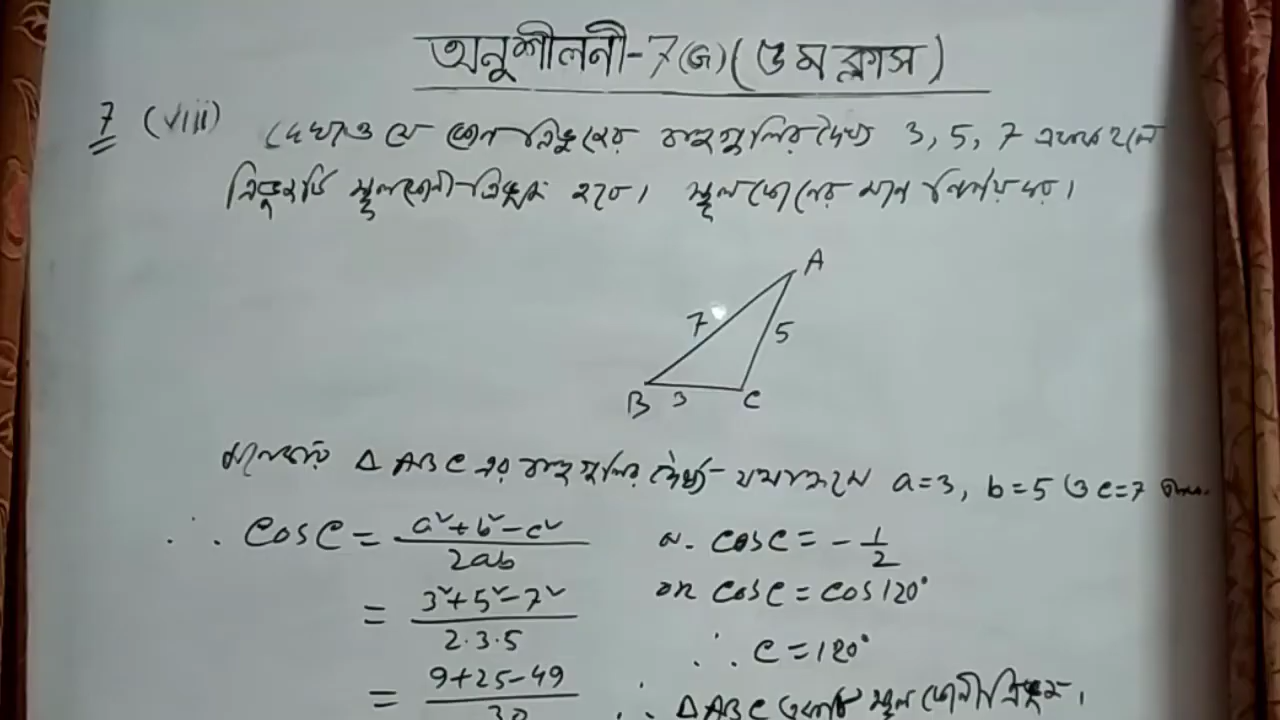 অনুশীলনী-7(জ)(৩ম ক্লাস)
7 (viii) দেখাও যে কোন ত্রিভুজের বাহুগুলির দৈর্ঘ্য 3, 5, 7 একক হলে
ত্রিভুজটি স্থূলকোণী ত্রিভুজ হবে। স্থূলকোণের মান নির্ণয় কর।
A
7
5
B 3 C
মনেকরি Δ ABC এর বাহুগুলির দৈর্ঘ্য যথাক্রমে a=3, b=5 ও c=7 একক.
∴ cos C = (a²+b²-c²)/(2ab) বা. cos C = -1/2
= (3²+5²-7²)/(2·3·5) বা cos C = cos 120°
= (9+25-49)/30 ∴ C = 120°
∴ Δ ABC একটি স্থূলকোণী ত্রিভুজ।